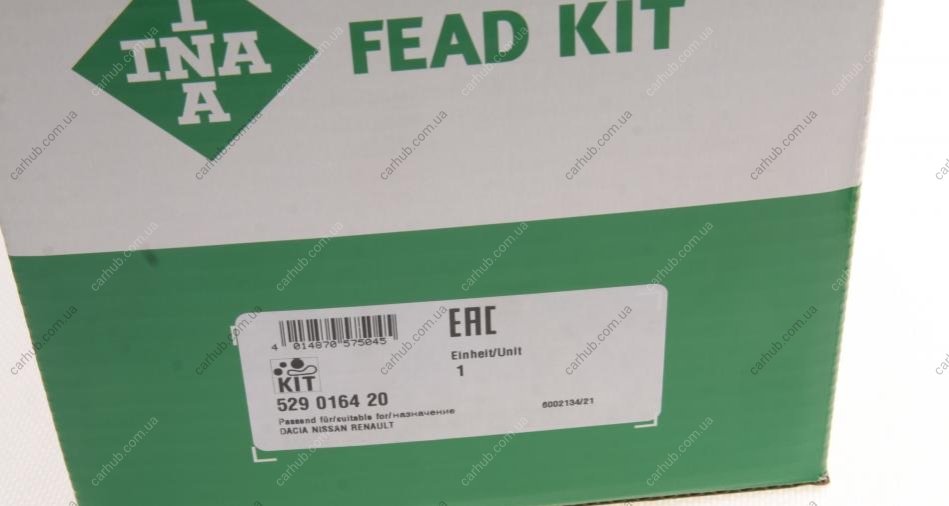 INA
FEAD KIT
4 014870 575045
EAC
Einheit/Unit
1
KIT
529 0164 20
Passend für/suitable for/назначение
DACIA NISSAN RENAULT
6002134/21
carhub.com.ua